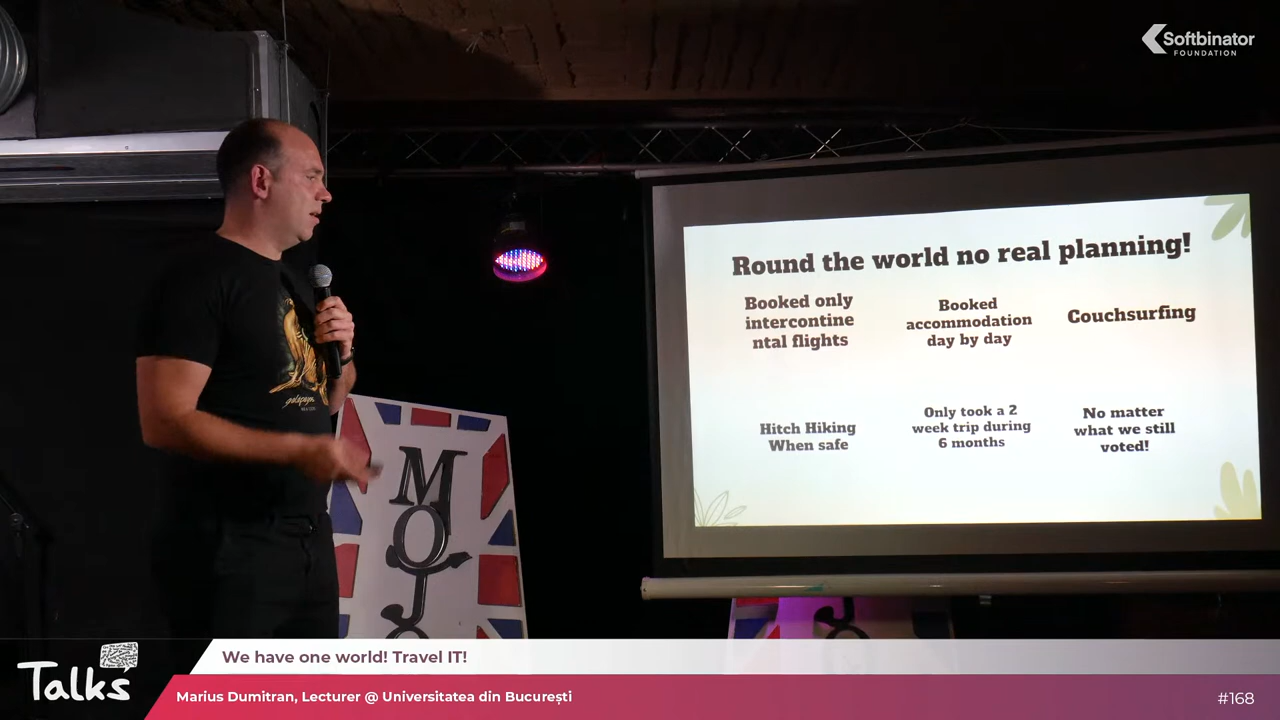 Softbinator
FOUNDATION
Round the world no real planning!
Booked only
intercontine
ntal flights
Booked
accommodation
day by day
Couchsurfing
Hitch Hiking
When safe
Only took a 2
week trip during
6 months
No matter
what we still
voted!
galapagos
MOJO
Talks
We have one world! Travel IT!
Marius Dumitran, Lecturer @ Universitatea din București
#168